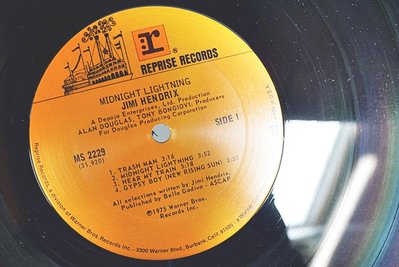 r ®
REPRISE RECORDS
MIDNIGHT LIGHTNING
JIMI HENDRIX
A Depajo Enterprises, Ltd. Production
ALAN DOUGLAS, TONY BONGIOVI: Producers
For Douglas Producing Corporation
MS 2229
(31,920)
SIDE 1
1. TRASH MAN 3:16
2. MIDNIGHT LIGHTNING 3:52
3. HEAR MY TRAIN
4. GYPSY BOY (NEW RISING SUN)
All selections written by Jimi Hendrix,
Published by Bella Godiva - ASCAP
©1975 Warner Bros.
Records Inc.
Reprise Records, a division of Warner Bros. Records Inc. - 3300 Warner Blvd., Burbank, Calif. 91505